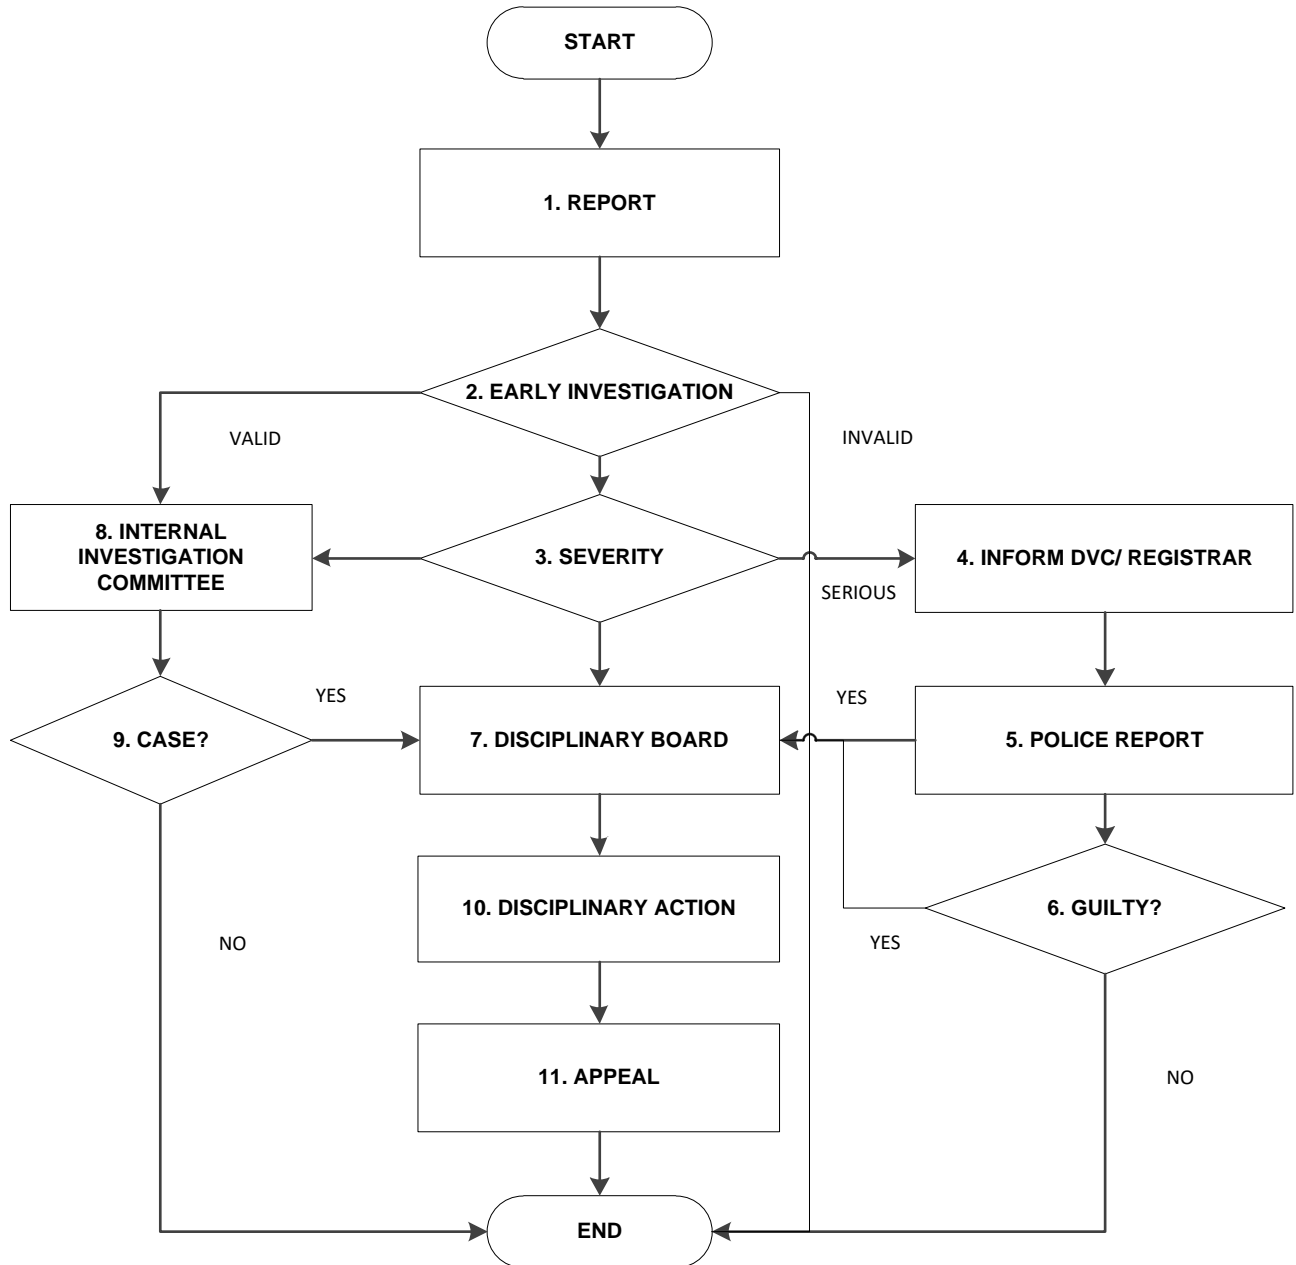 START
1. REPORT
2. EARLY INVESTIGATION
VALID
INVALID
8. INTERNAL
INVESTIGATION
COMMITTEE
3. SEVERITY
4. INFORM DVC/ REGISTRAR
SERIOUS
YES
YES
9. CASE?
7. DISCIPLINARY BOARD
5. POLICE REPORT
10. DISCIPLINARY ACTION
6. GUILTY?
NO
YES
11. APPEAL
NO
END